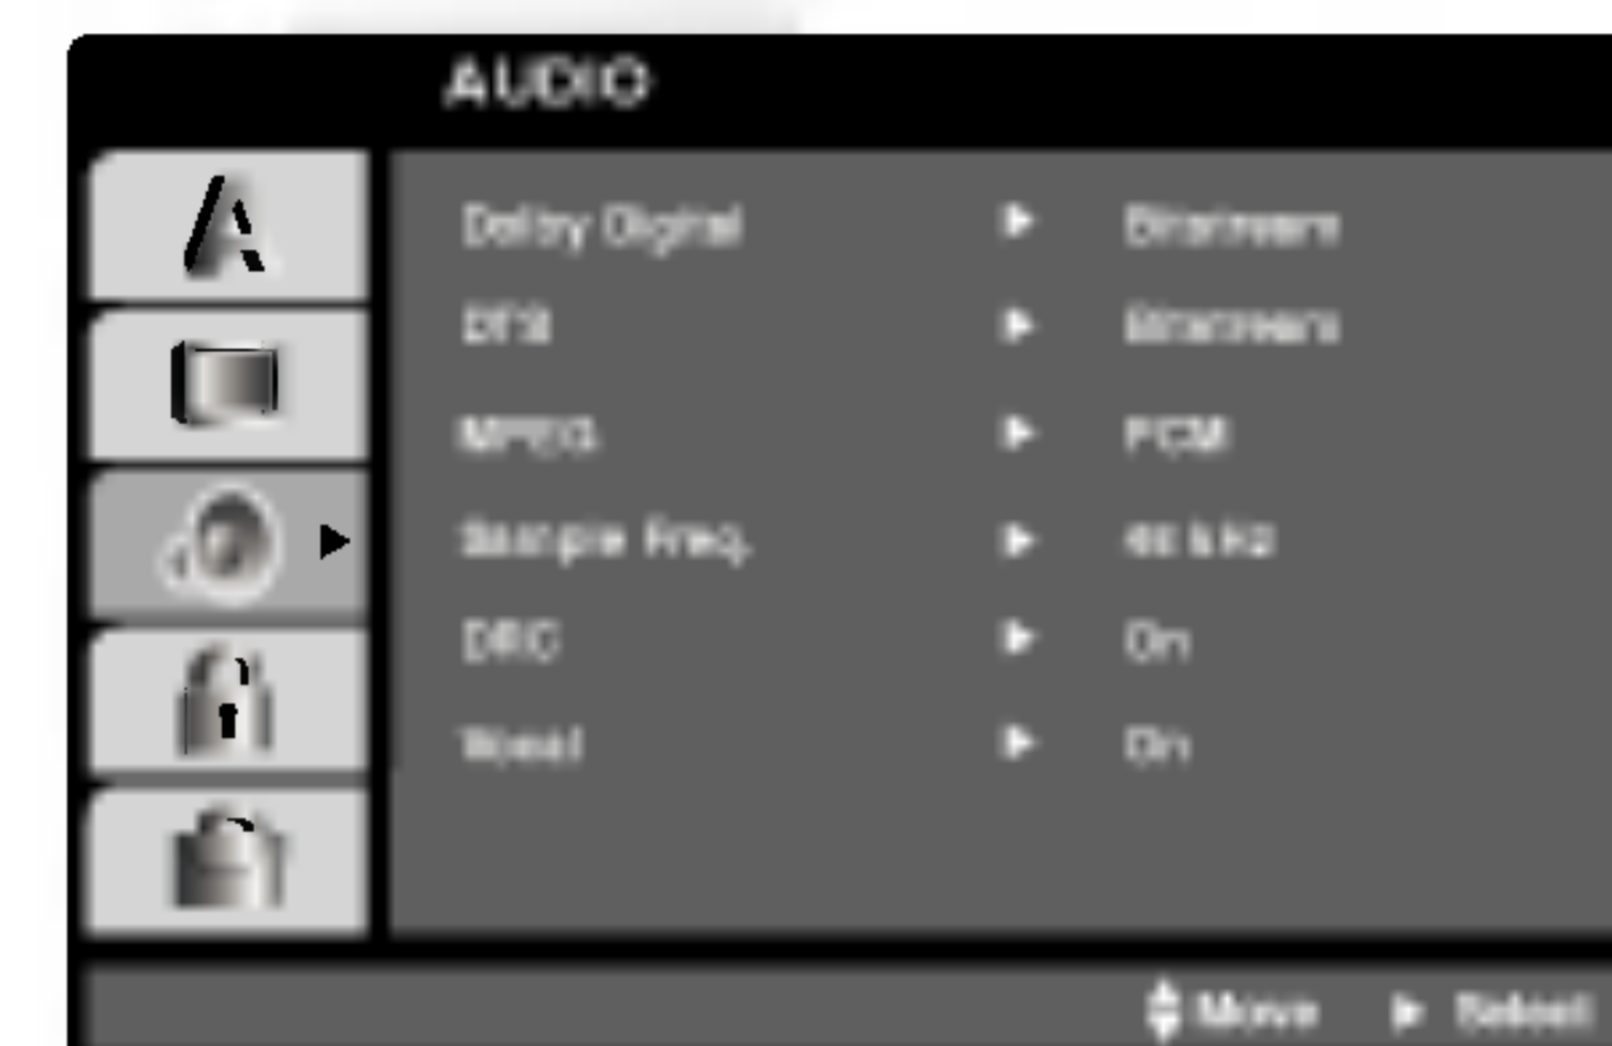 AUDIO
Dolby Digital Bitstream
DTS Bitstream
MPEG PCM
Sample Freq. 48 kHz
DRC On
Vocal On
Move Select